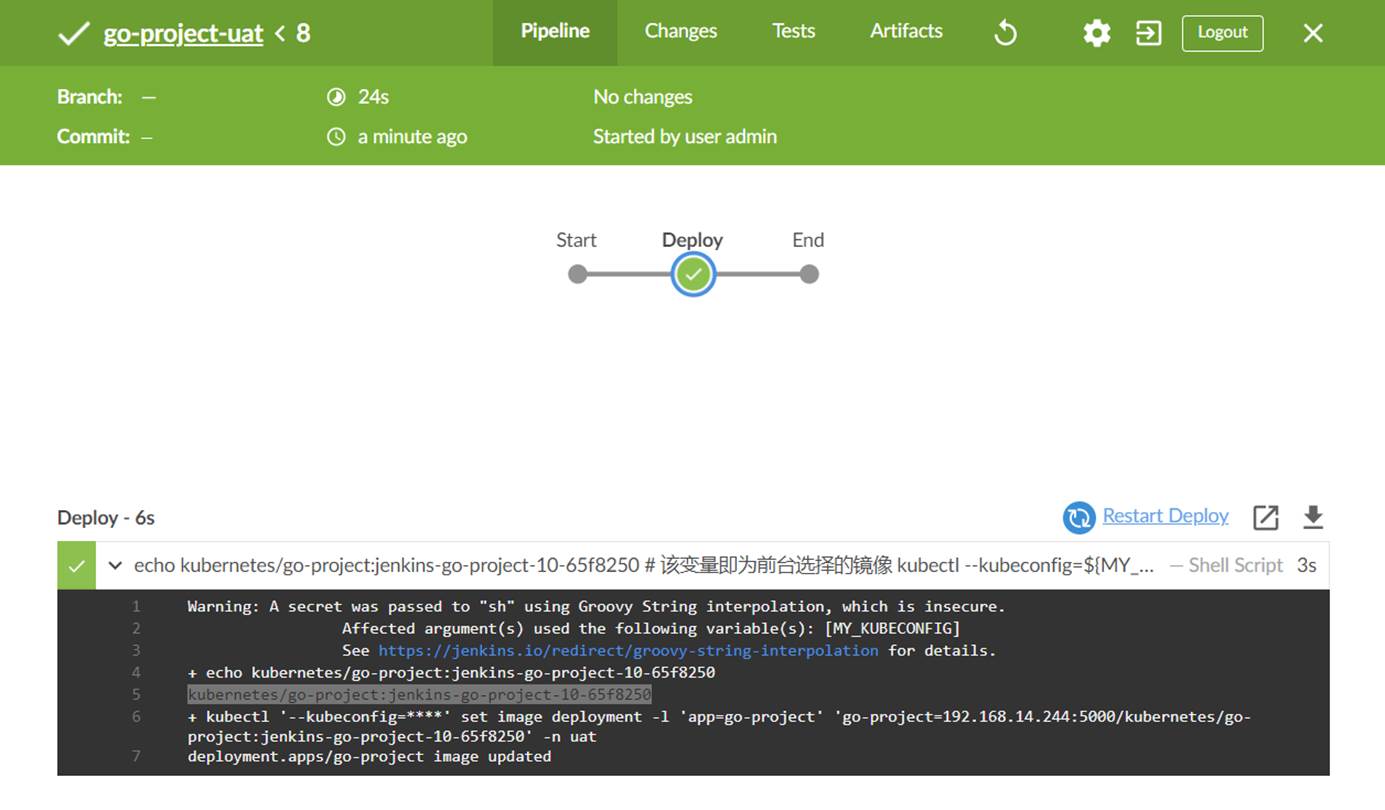 go-project-uat < 8
Pipeline
Changes
Tests
Artifacts
Logout
Branch: —
24s
No changes
Commit: —
a minute ago
Started by user admin
Start
Deploy
End
Deploy - 6s
Restart Deploy
echo kubernetes/go-project:jenkins-go-project-10-65f8250 # 该变量即为前台选择的镜像 kubectl --kubeconfig=${MY_... — Shell Script 3s
1 Warning: A secret was passed to "sh" using Groovy String interpolation, which is insecure.
2 Affected argument(s) used the following variable(s): [MY_KUBECONFIG]
3 See https://jenkins.io/redirect/groovy-string-interpolation for details.
4 + echo kubernetes/go-project:jenkins-go-project-10-65f8250
5 kubernetes/go-project:jenkins-go-project-10-65f8250
6 + kubectl '--kubeconfig=****' set image deployment -l 'app=go-project' 'go-project=192.168.14.244:5000/kubernetes/go-
project:jenkins-go-project-10-65f8250' -n uat
7 deployment.apps/go-project image updated